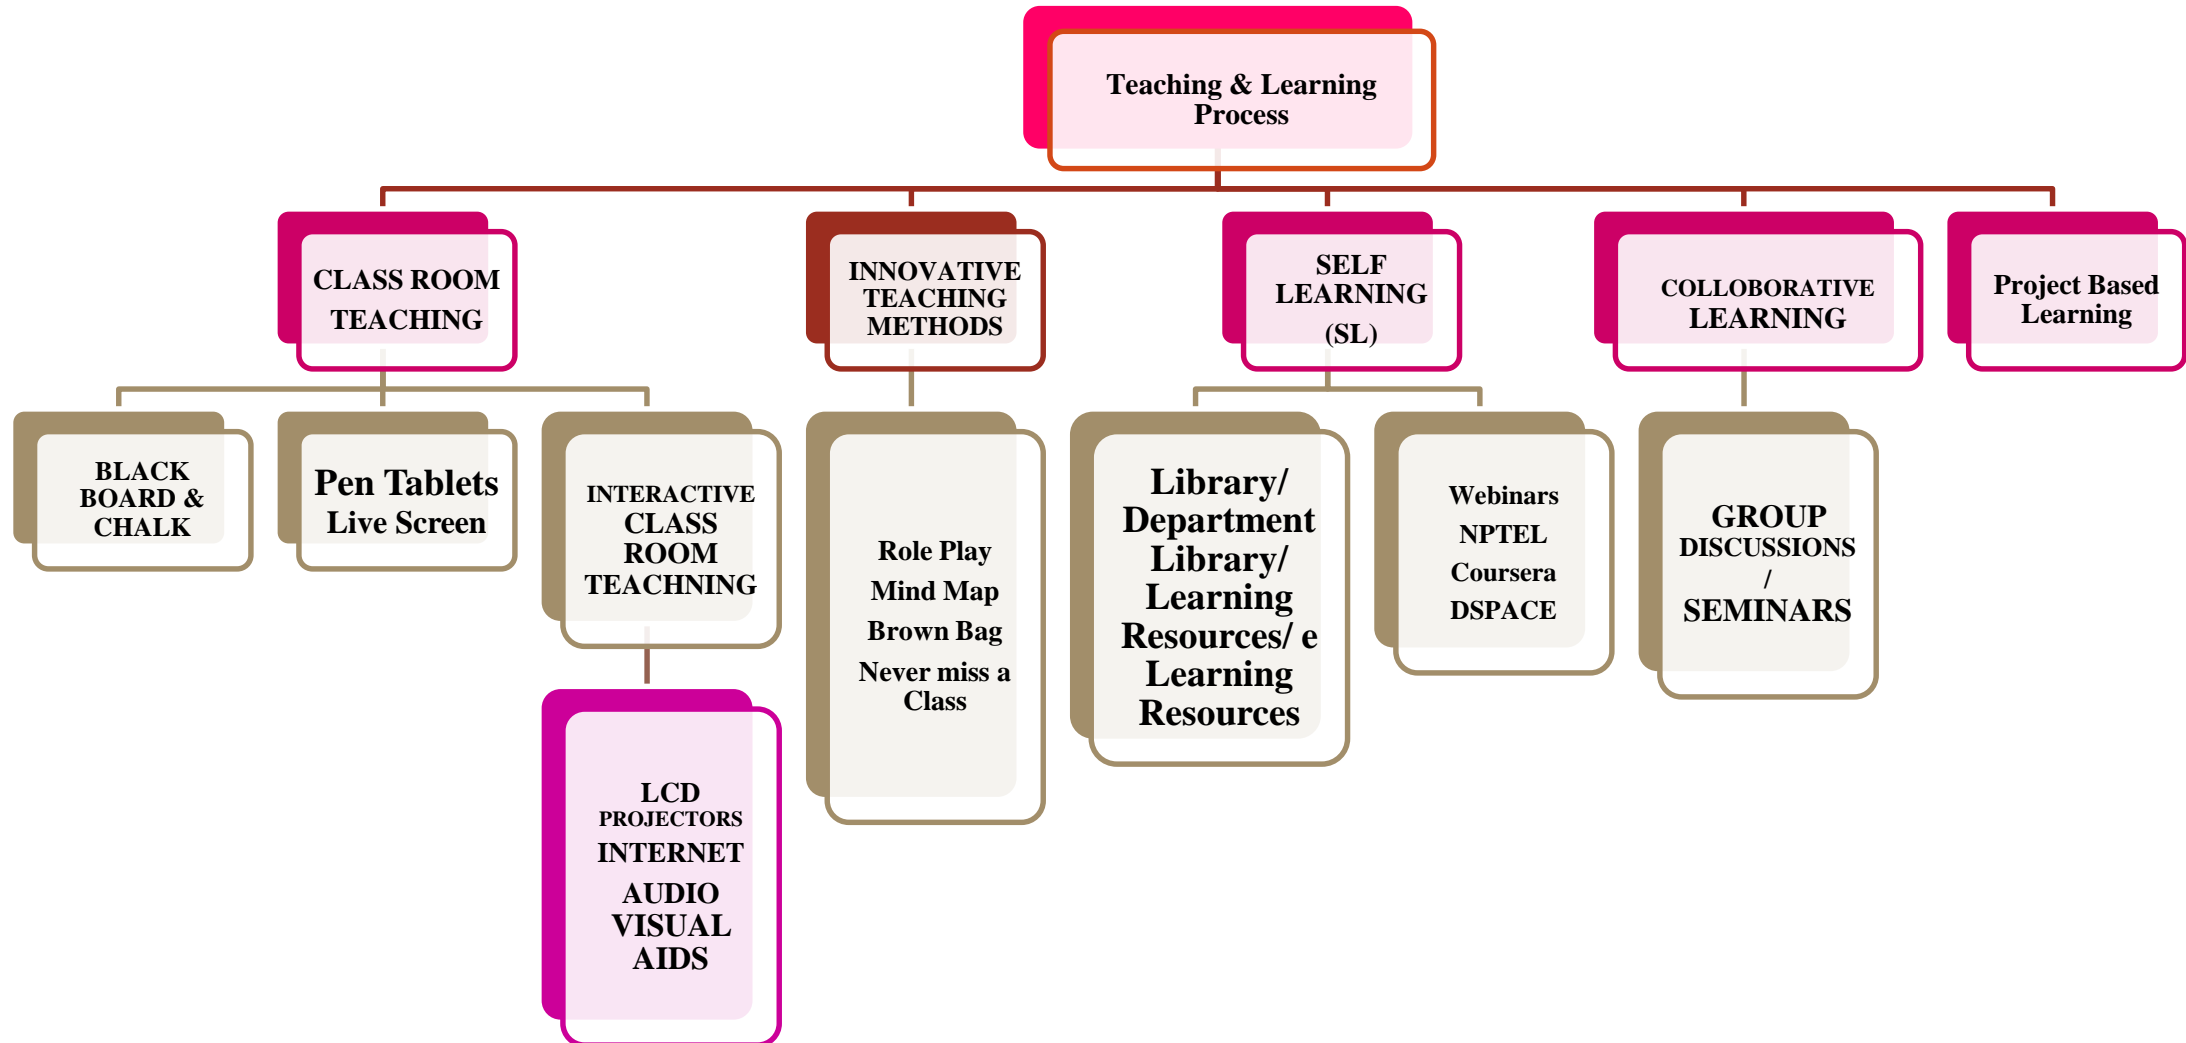 Teaching & Learning
Process
CLASS ROOM
TEACHING
INNOVATIVE
TEACHING
METHODS
SELF
LEARNING
(SL)
COLLOBORATIVE
LEARNING
Project Based
Learning
BLACK
BOARD &
CHALK
Pen Tablets
Live Screen
INTERACTIVE
CLASS
ROOM
TEACHNING
LCD
PROJECTORS
INTERNET
AUDIO
VISUAL
AIDS
Role Play
Mind Map
Brown Bag
Never miss a
Class
Library/
Department
Library/
Learning
Resources/ e
Learning
Resources
Webinars
NPTEL
Coursera
DSPACE
GROUP
DISCUSSIONS
/
SEMINARS